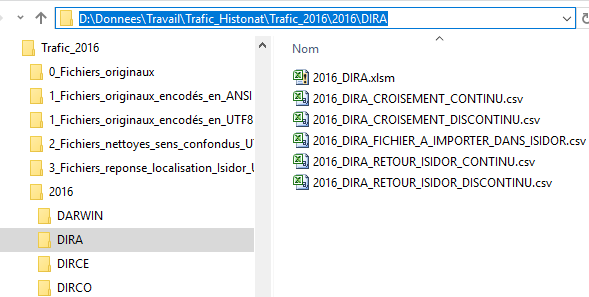 D:\Donnees\Travail\Trafic_Histonat\Trafic_2016\2016\DIRA
Trafic_2016
0_Fichiers_originaux
1_Fichiers_originaux_encodés_en_ANSI
1_Fichiers_originaux_encodés_en_UTF8
2_Fichiers_nettoyes_sens_confondus_U
3_Fichiers_reponse_localisation_Isidor_U
2016
DARWIN
DIRA
DIRCE
DIRCO
Nom
2016_DIRA.xlsm
2016_DIRA_CROISEMENT_CONTINU.csv
2016_DIRA_CROISEMENT_DISCONTINU.csv
2016_DIRA_FICHIER_A_IMPORTER_DANS_ISIDOR.csv
2016_DIRA_RETOUR_ISIDOR_CONTINU.csv
2016_DIRA_RETOUR_ISIDOR_DISCONTINU.csv